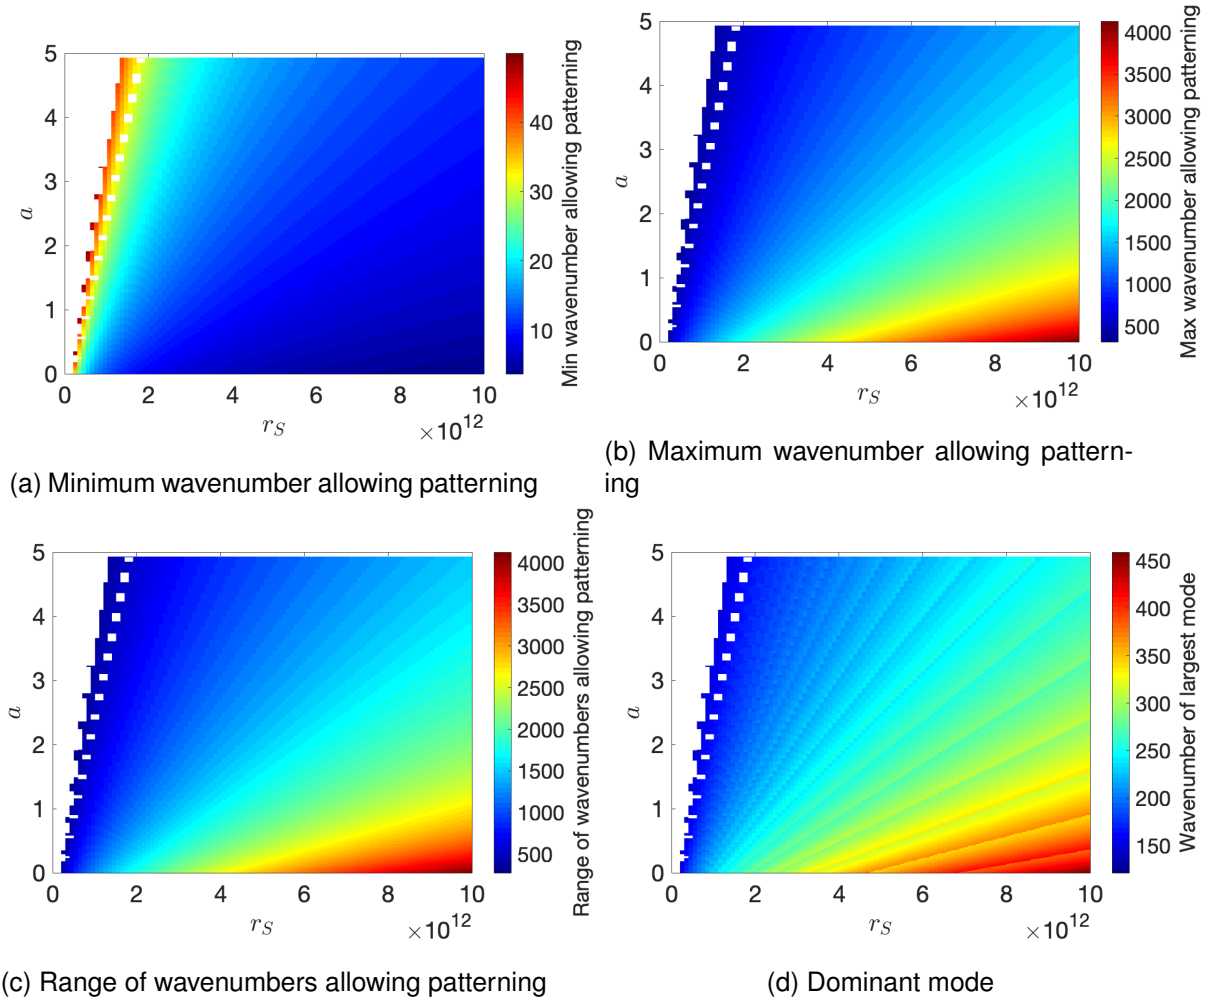 5
4
3
2
1
0
a
0 2 4 6 8 10
r_S
×10^12
40
30
20
10
Min wavenumber allowing patterning
(a) Minimum wavenumber allowing patterning
5
4
3
2
1
0
a
0 2 4 6 8 10
r_S
×10^12
4000
3500
3000
2500
2000
1500
1000
500
Max wavenumber allowing patterning
(b) Maximum wavenumber allowing pattern-
ing
5
4
3
2
1
0
a
0 2 4 6 8 10
r_S
×10^12
4000
3500
3000
2500
2000
1500
1000
500
Range of wavenumbers allowing patterning
(c) Range of wavenumbers allowing patterning
5
4
3
2
1
0
a
0 2 4 6 8 10
r_S
×10^12
450
400
350
300
250
200
150
Wavenumber of largest mode
(d) Dominant mode